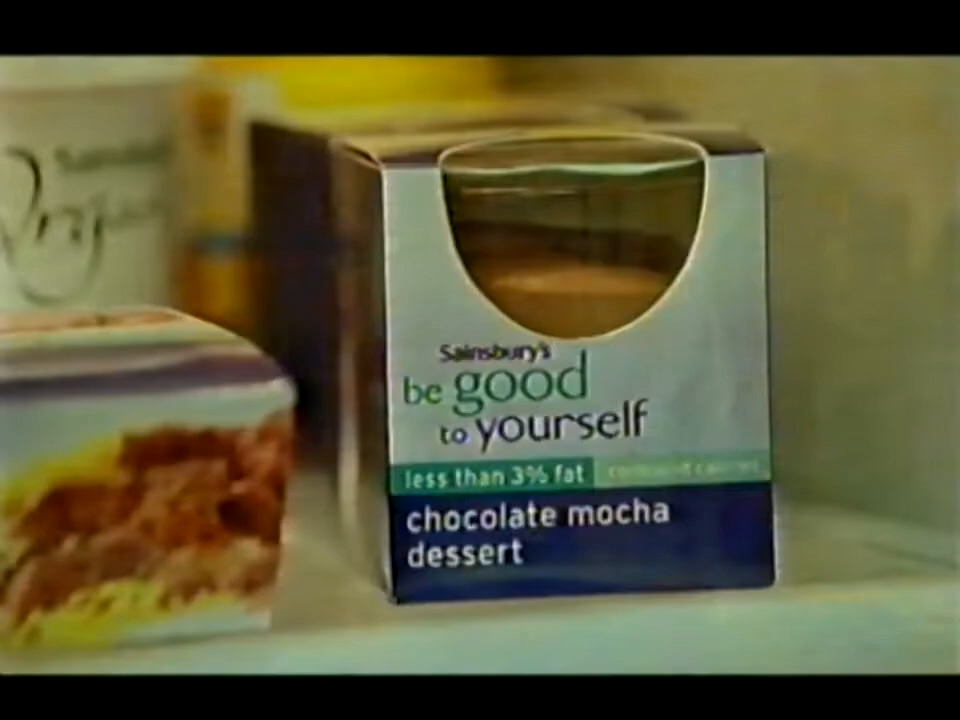 Sainsbury's
be good
to yourself
less than 3% fat
chocolate mocha
dessert